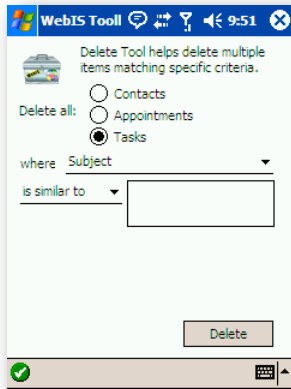 WebIS Tooll 9:51
Delete Tool helps delete multiple
items matching specific criteria.
Delete all:
Contacts
Appointments
Tasks
where Subject
is similar to
Delete